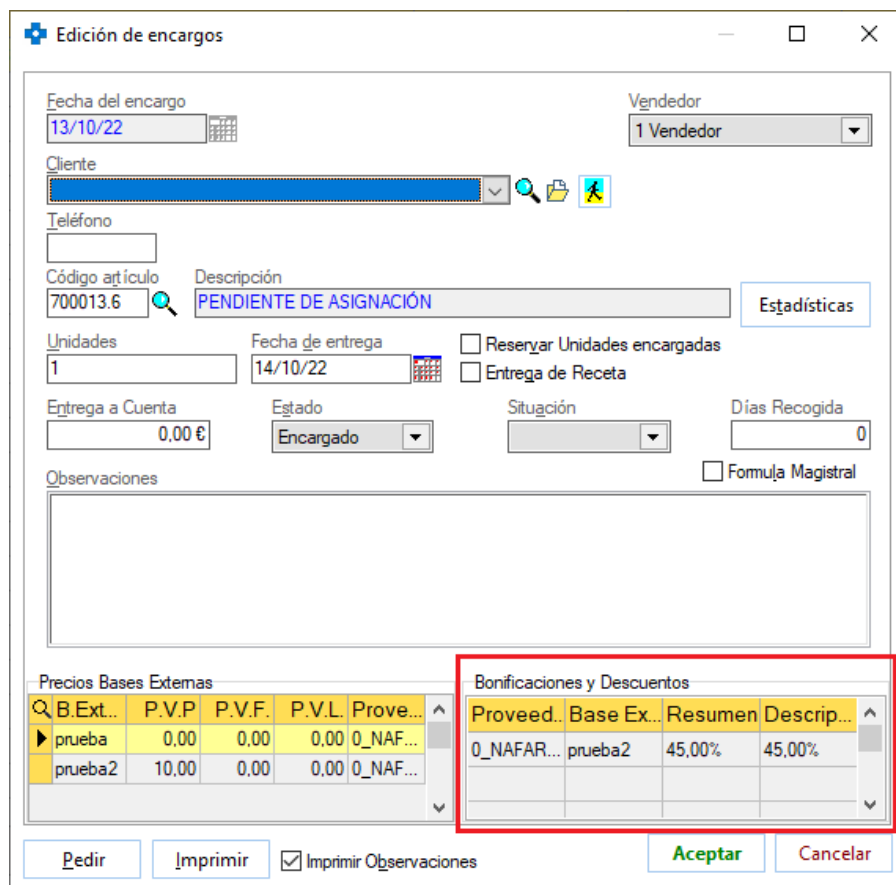 Edición de encargos
Fecha del encargo
Vendedor
13/10/22
1 Vendedor
Cliente
Teléfono
Código artículo
Descripción
700013.6
PENDIENTE DE ASIGNACIÓN
Estadísticas
Unidades
Fecha de entrega
Reservar Unidades encargadas
1
14/10/22
Entrega de Receta
Entrega a Cuenta
Estado
Situación
Días Recogida
0,00 €
Encargado
0
Observaciones
Formula Magistral
Precios Bases Externas
B.Ext... P.V.P P.V.F. P.V.L. Prove...
prueba 0,00 0,00 0,00 0_NAF...
prueba2 10,00 0,00 0,00 0_NAF...
Bonificaciones y Descuentos
Proveed... Base Ex... Resumen Descrip...
0_NAFAR... prueba2 45,00% 45,00%
Pedir
Imprimir
Imprimir Observaciones
Aceptar
Cancelar